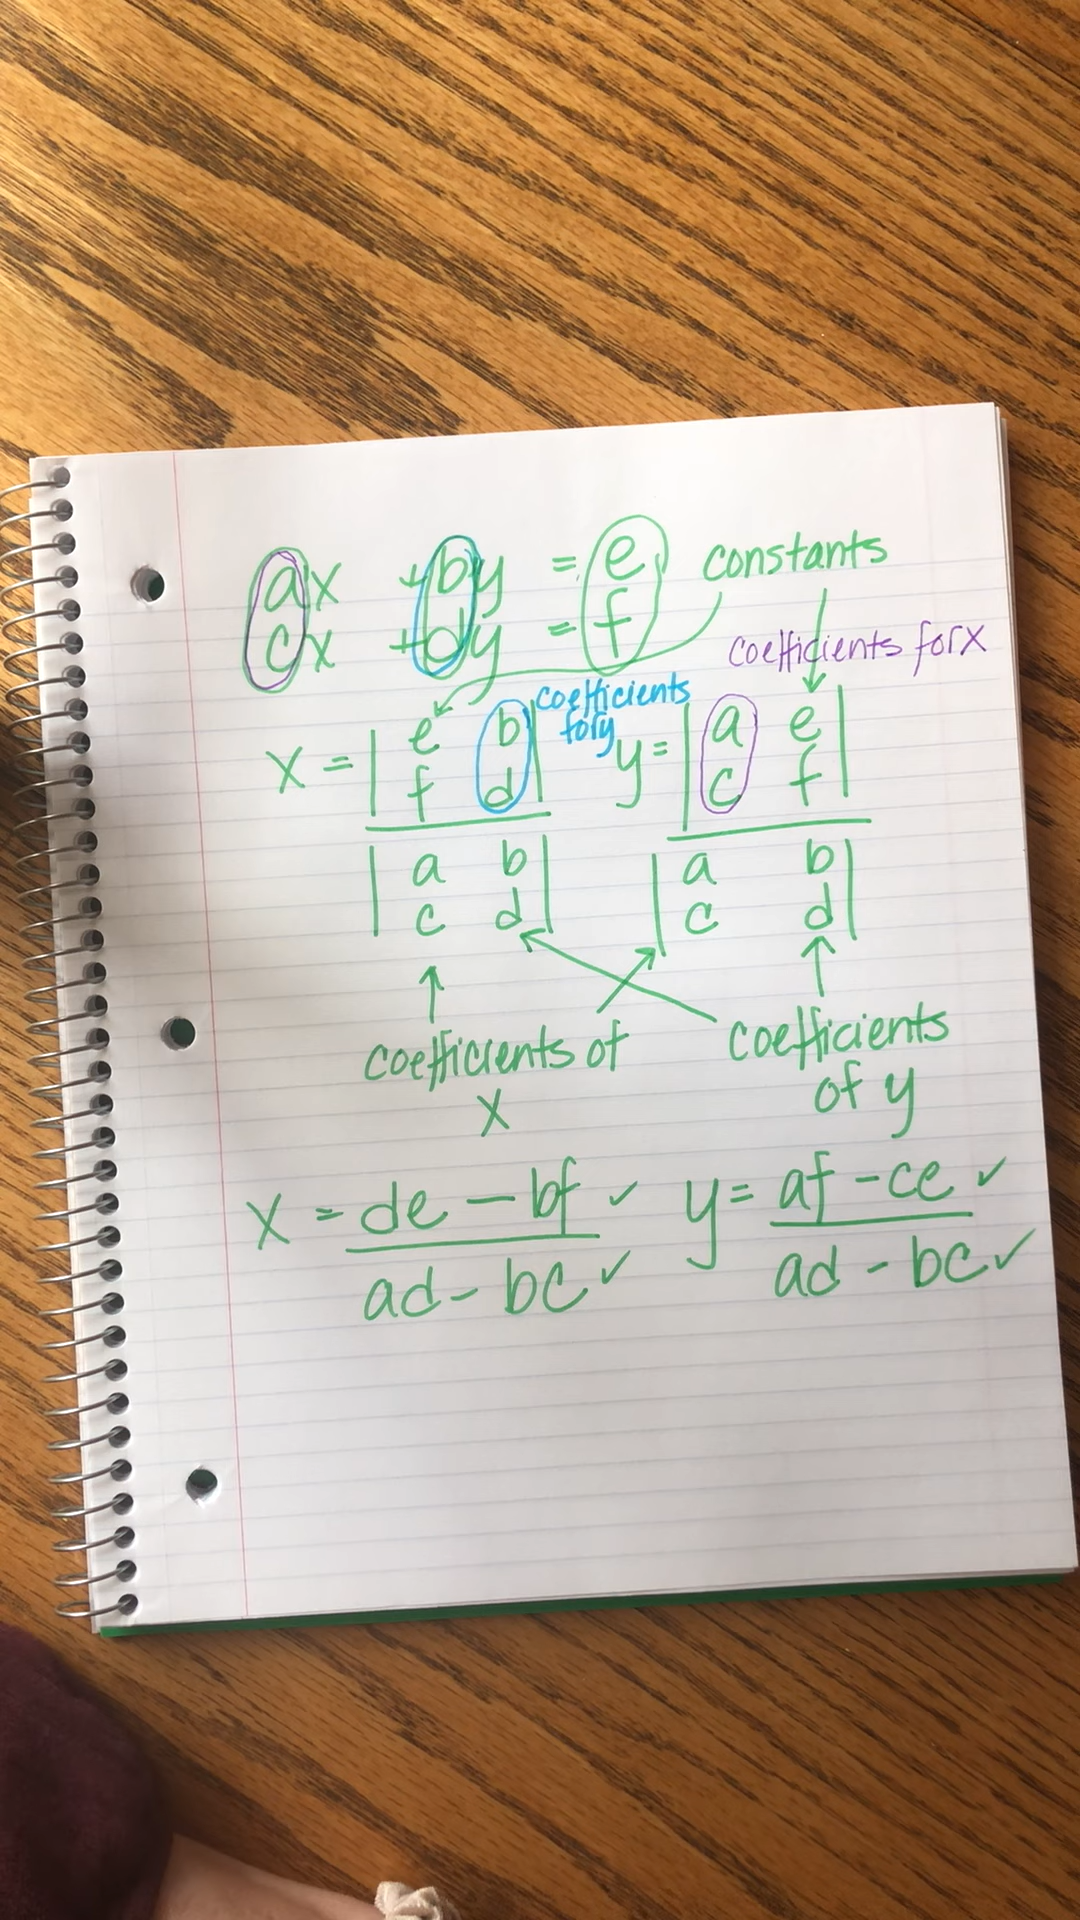 ax +by = e constants
cx +dy = f
coefficients for x
coefficients
for y
x = | e b | y = | a e |
| f d | | c f |
| a b | | a b |
| c d | | c d |
coefficients of
x
coefficients
of y
x = de - bf ✓ y = af - ce ✓
ad - bc ✓ ad - bc ✓